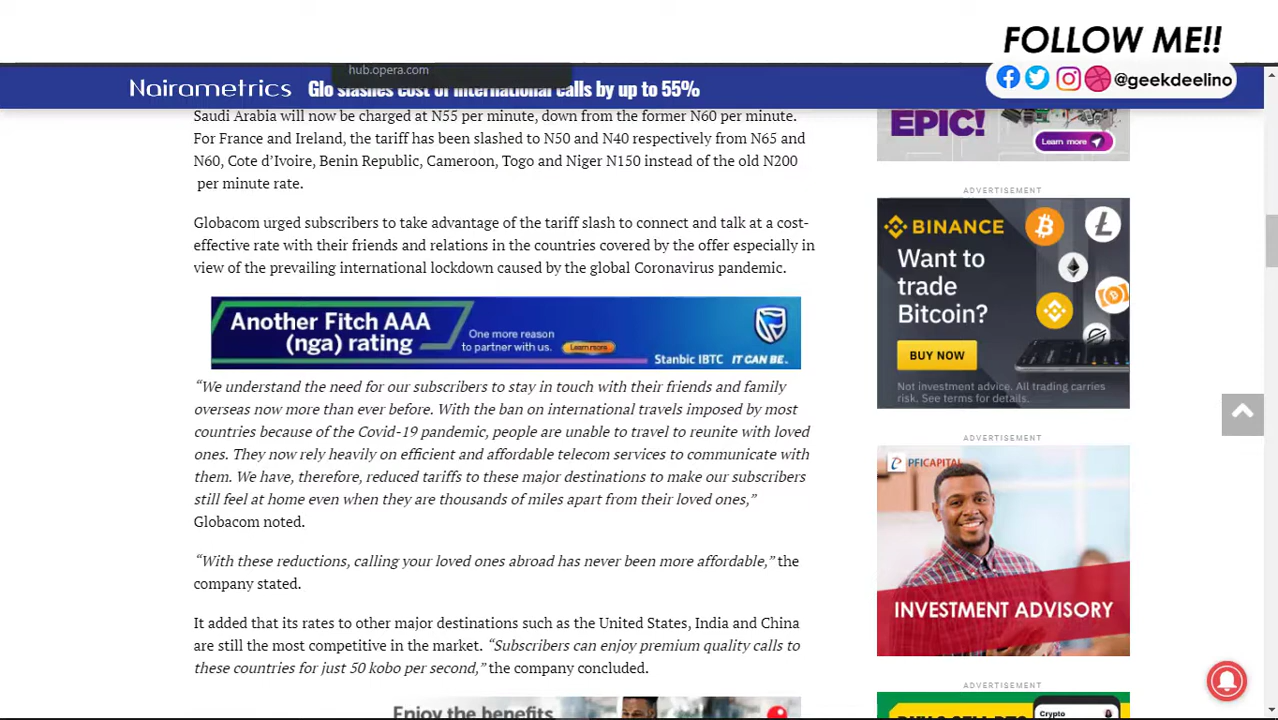 FOLLOW ME!!
@geekdeelino
hub.opera.com
Nairametrics
Glo slashes cost of international calls by up to 55%
Saudi Arabia will now be charged at N55 per minute, down from the former N60 per minute.
For France and Ireland, the tariff has been slashed to N50 and N40 respectively from N65 and
N60, Cote d’Ivoire, Benin Republic, Cameroon, Togo and Niger N150 instead of the old N200
per minute rate.
Globacom urged subscribers to take advantage of the tariff slash to connect and talk at a cost-
effective rate with their friends and relations in the countries covered by the offer especially in
view of the prevailing international lockdown caused by the global Coronavirus pandemic.
Another Fitch AAA
(nga) rating
One more reason
to partner with us.
Learn more
Stanbic IBTC IT CAN BE.
“We understand the need for our subscribers to stay in touch with their friends and family
overseas now more than ever before. With the ban on international travels imposed by most
countries because of the Covid-19 pandemic, people are unable to travel to reunite with loved
ones. They now rely heavily on efficient and affordable telecom services to communicate with
them. We have, therefore, reduced tariffs to these major destinations to make our subscribers
still feel at home even when they are thousands of miles apart from their loved ones,”
Globacom noted.
“With these reductions, calling your loved ones abroad has never been more affordable,” the
company stated.
It added that its rates to other major destinations such as the United States, India and China
are still the most competitive in the market. “Subscribers can enjoy premium quality calls to
these countries for just 50 kobo per second,” the company concluded.
Enjoy the benefits
EPIC!
Learn more
ADVERTISEMENT
BINANCE
Want to
trade
Bitcoin?
BUY NOW
Not investment advice. All trading carries
risk. See terms for details.
ADVERTISEMENT
PFICAPITAL
INVESTMENT ADVISORY
ADVERTISEMENT
Crypto